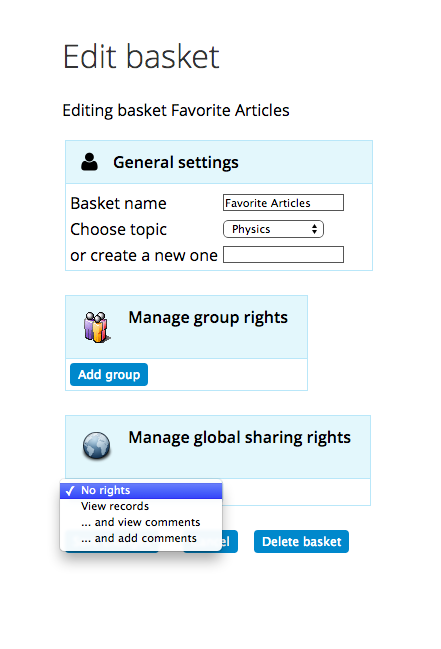 Edit basket
Editing basket Favorite Articles
General settings
Basket name Favorite Articles
Choose topic Physics
or create a new one
Manage group rights
Add group
Manage global sharing rights
✓ No rights
View records
... and view comments
... and add comments
Delete basket